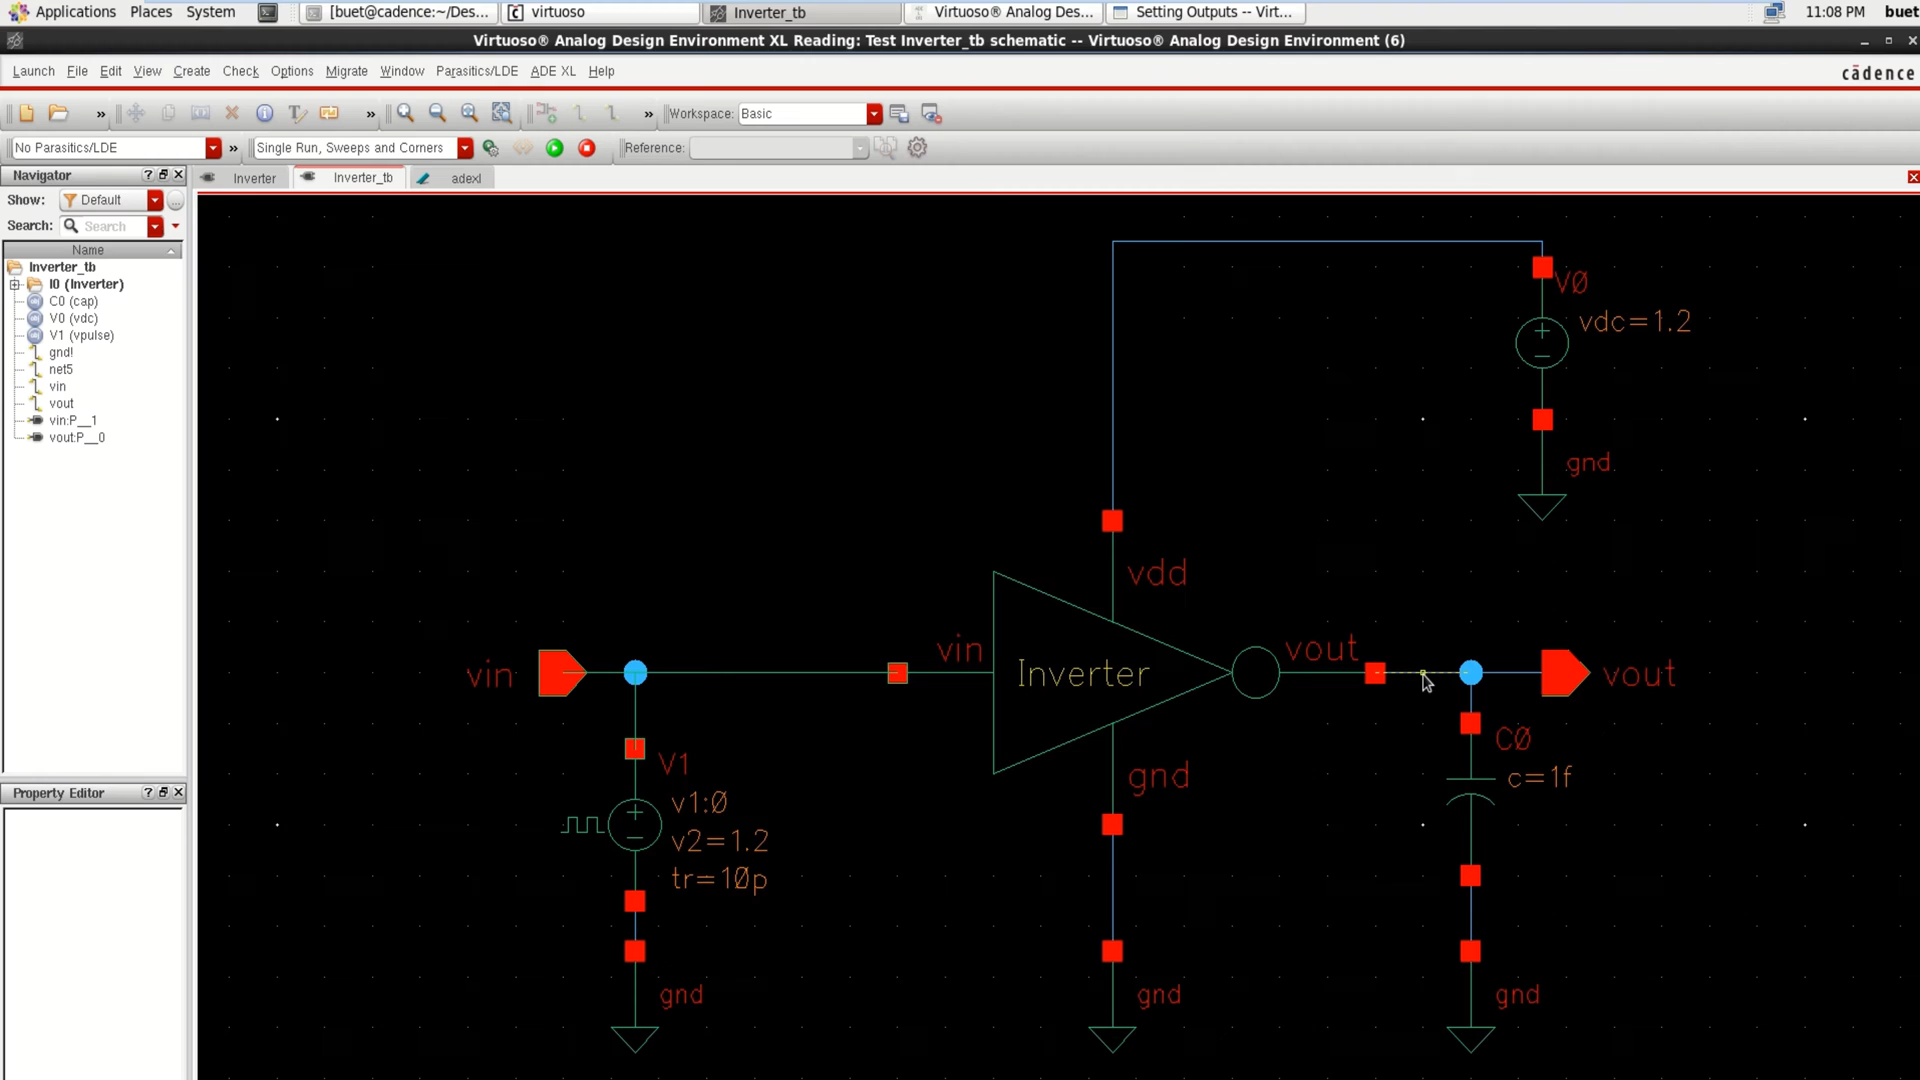 Applications Places System [buet@cadence:~/Des... virtuoso Inverter_tb Virtuoso® Analog Des... Setting Outputs -- Virt... 11:08 PM buet
Virtuoso® Analog Design Environment XL Reading: Test Inverter_tb schematic -- Virtuoso® Analog Design Environment (6)
Launch File Edit View Create Check Options Migrate Window Parasitics/LDE ADE XL Help cādence
» » » Workspace: Basic
No Parasitics/LDE » Single Run, Sweeps and Corners Reference:
Navigator ? Inverter Inverter_tb adexl
Show: Default ...
Search: Search
Name
Inverter_tb
I0 (Inverter)
C0 (cap)
V0 (vdc)
V1 (vpulse)
gnd!
net5
vin
vout
vin:P__1
vout:P__0
Property Editor ?
V0
vdc=1.2
gnd
vdd
vin
vin
Inverter
vout
vout
V1
v1:0
v2=1.2
tr=10p
gnd
C0
c=1f
gnd
gnd
gnd